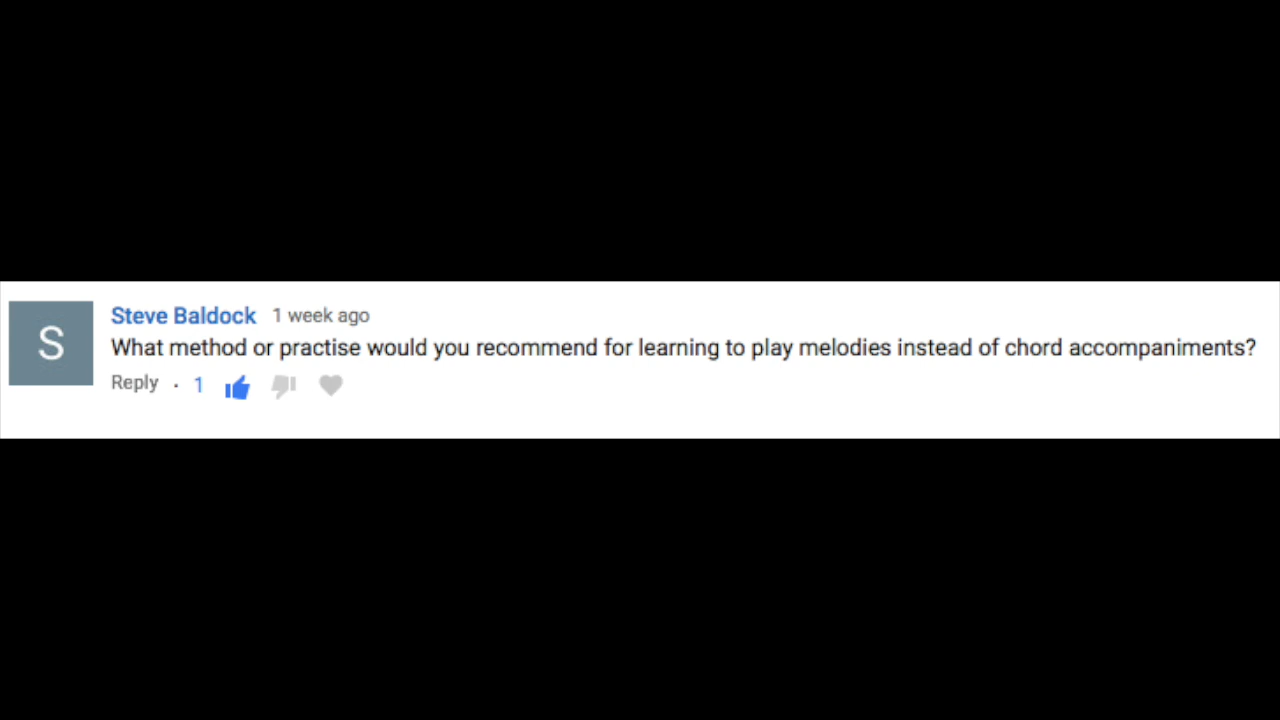 S
Steve Baldock 1 week ago
What method or practise would you recommend for learning to play melodies instead of chord accompaniments?
Reply · 1